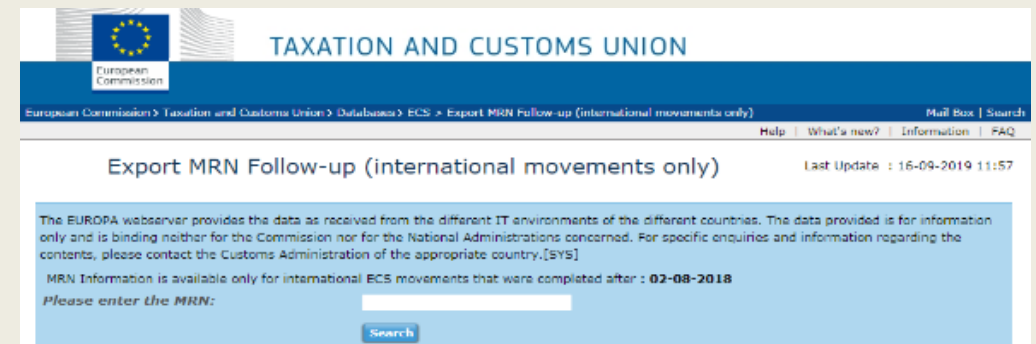 TAXATION AND CUSTOMS UNION
European
Commission
European Commission > Taxation and Customs Union > Databases > ECS > Export MRN Follow-up (international movements only) Mail Box | Search
Help | What's new? | Information | FAQ
Export MRN Follow-up (international movements only) Last Update : 16-09-2019 11:57
The EUROPA webserver provides the data as received from the different IT environments of the different countries. The data provided is for information
only and is binding neither for the Commission nor for the National Administrations concerned. For specific enquiries and information regarding the
contents, please contact the Customs Administration of the appropriate country.[SYS]
MRN Information is available only for international ECS movements that were completed after : 02-08-2018
Please enter the MRN:
Search